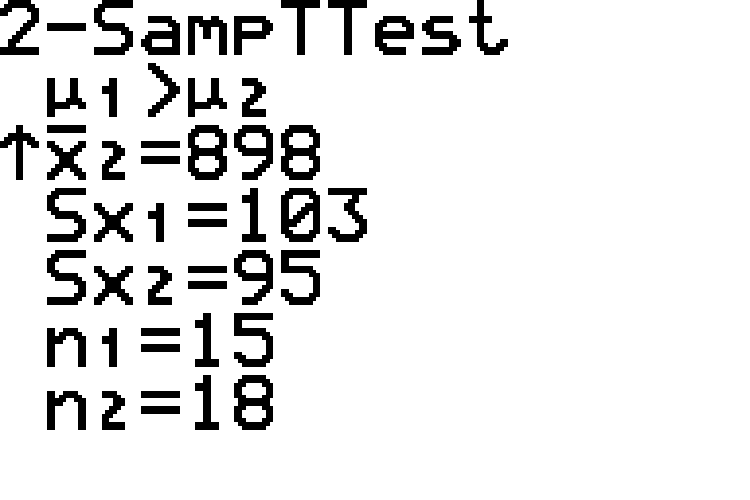 2-SampTTest
μ1>μ2
↑x̄2=898
Sx1=103
Sx2=95
n1=15
n2=18